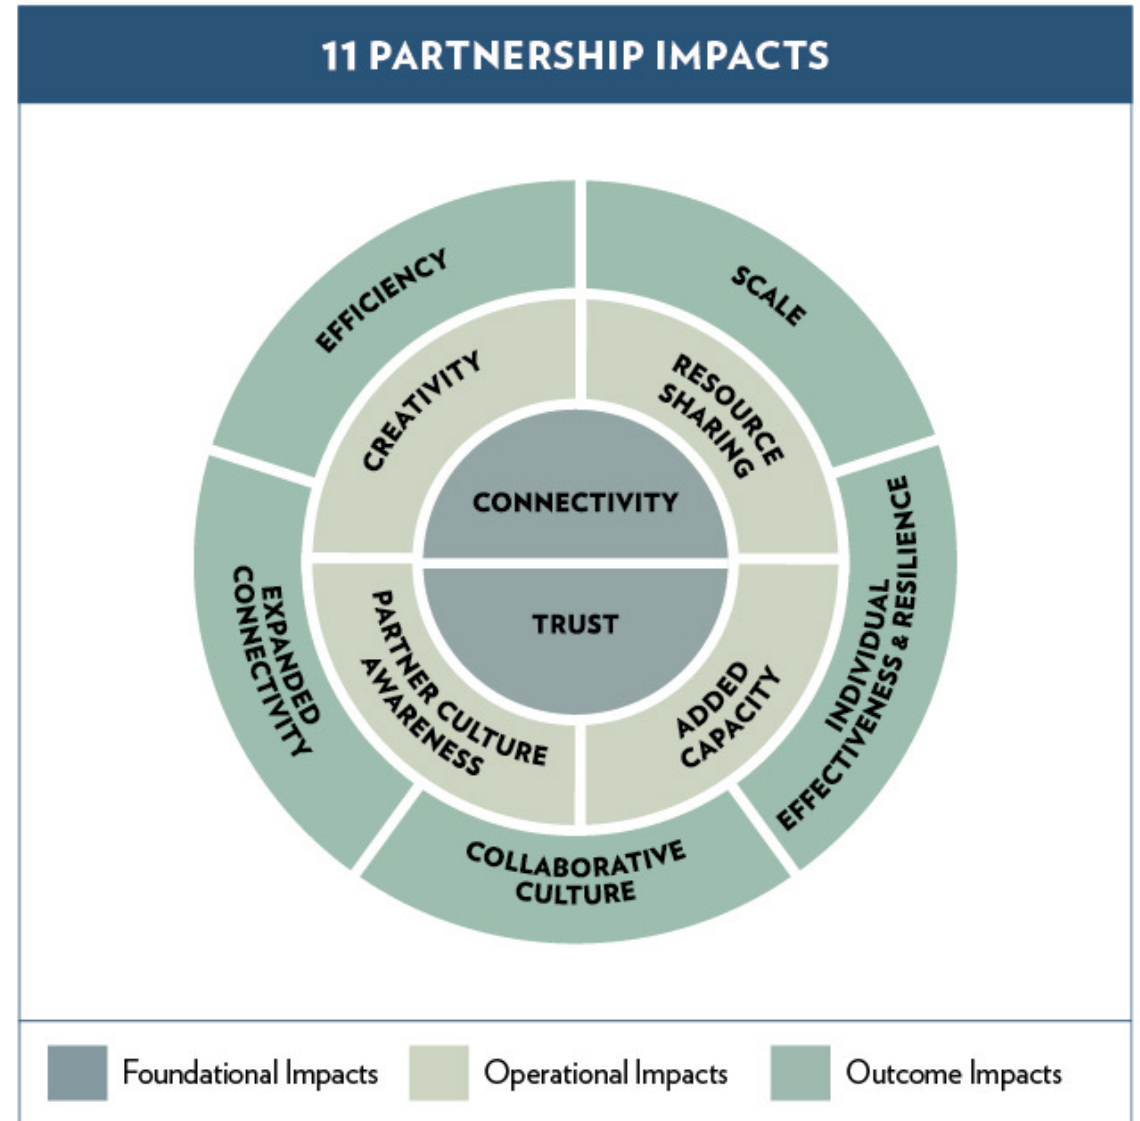 11 PARTNERSHIP IMPACTS
EFFICIENCY
SCALE
CREATIVITY
RESOURCE
SHARING
CONNECTIVITY
TRUST
EXPANDED
CONNECTIVITY
PARTNER CULTURE
AWARENESS
ADDED
CAPACITY
INDIVIDUAL
EFFECTIVENESS & RESILIENCE
COLLABORATIVE
CULTURE
Foundational Impacts
Operational Impacts
Outcome Impacts